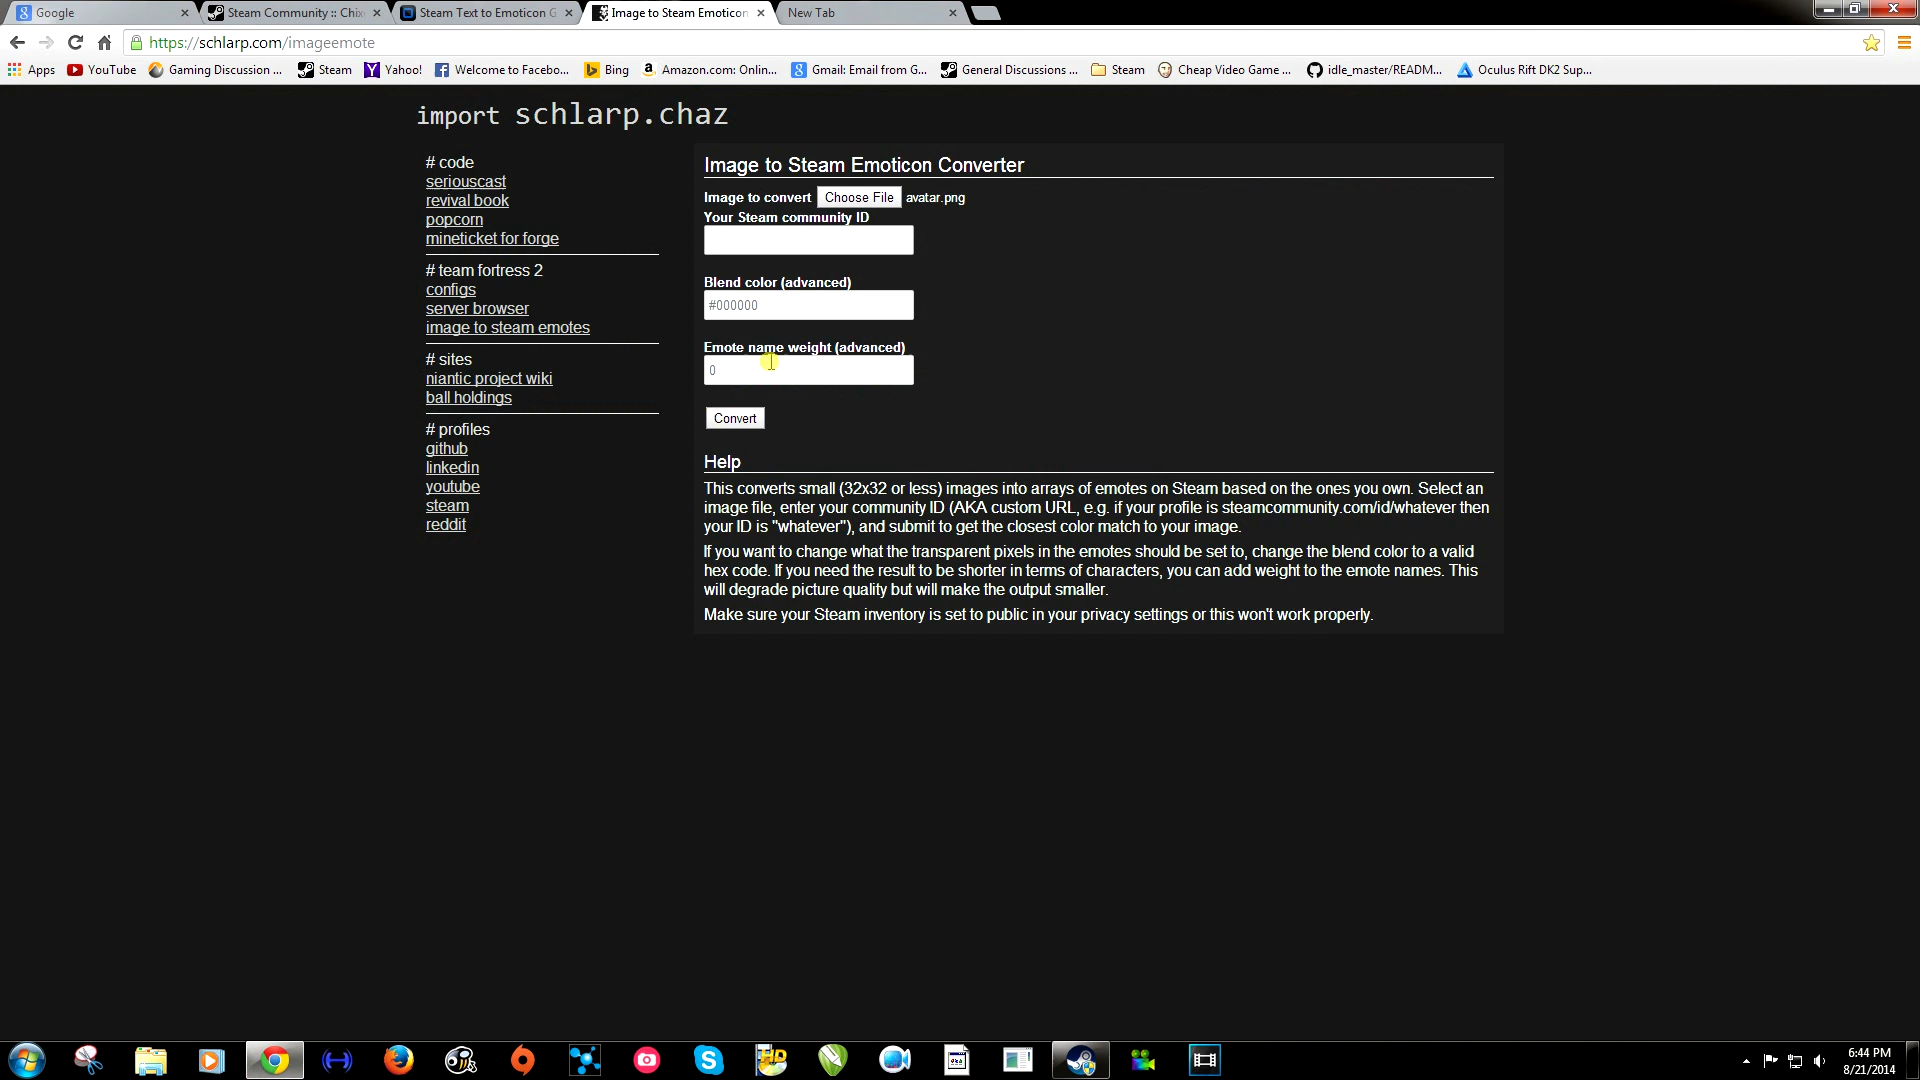 Google
Steam Community :: Chix
Steam Text to Emoticon G
Image to Steam Emoticon
New Tab
https://schlarp.com/imageemote
Apps
YouTube
Gaming Discussion ...
Steam
Yahoo!
Welcome to Facebo...
Bing
Amazon.com: Onlin...
Gmail: Email from G...
General Discussions ...
Steam
Cheap Video Game ...
idle_master/READM...
Oculus Rift DK2 Sup...
import schlarp.chaz
# code
seriouscast
revival book
popcorn
mineticket for forge
# team fortress 2
configs
server browser
image to steam emotes
# sites
niantic project wiki
ball holdings
# profiles
github
linkedin
youtube
steam
reddit
Image to Steam Emoticon Converter
Image to convert Choose File avatar.png
Your Steam community ID
Blend color (advanced)
#000000
Emote name weight (advanced)
0
Convert
Help
This converts small (32x32 or less) images into arrays of emotes on Steam based on the ones you own. Select an
image file, enter your community ID (AKA custom URL, e.g. if your profile is steamcommunity.com/id/whatever then
your ID is "whatever"), and submit to get the closest color match to your image.
If you want to change what the transparent pixels in the emotes should be set to, change the blend color to a valid
hex code. If you need the result to be shorter in terms of characters, you can add weight to the emote names. This
will degrade picture quality but will make the output smaller.
Make sure your Steam inventory is set to public in your privacy settings or this won't work properly.
6:44 PM
8/21/2014